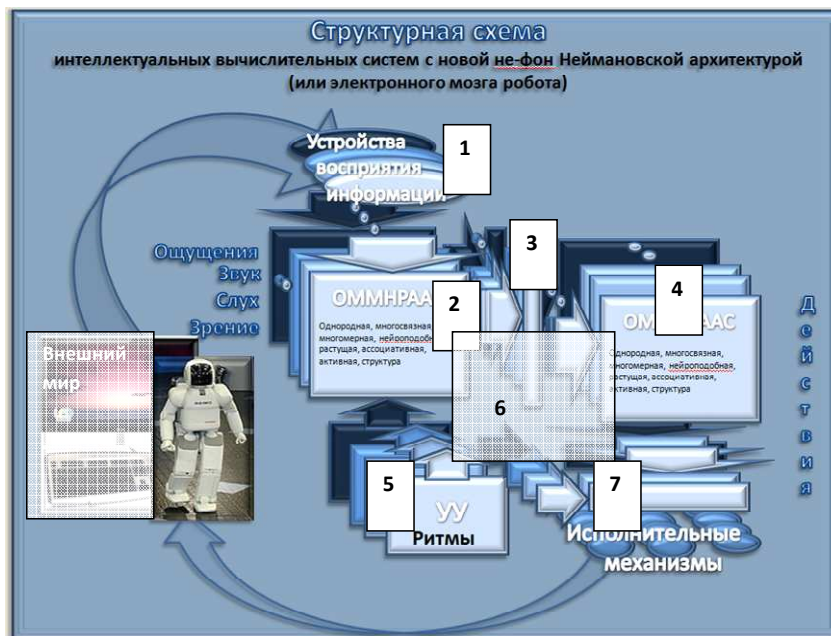 Структурная схема
интеллектуальных вычислительных систем с новой не-фон Неймановской архитектурой
(или электронного мозга робота)
Устройства
восприятия
информации
1
Ощущения
Звук
Слух
Зрение
Внешний
мир
2
Однородная, многосвязная,
многомерная, нейроподобная,
растущая, ассоциативная,
активная, структура
3
4
Однородная, многосвязная,
многомерная, нейроподобная,
растущая, ассоциативная,
активная, структура
Действия
5
УУ
Ритмы
6
7
Исполнительные
механизмы